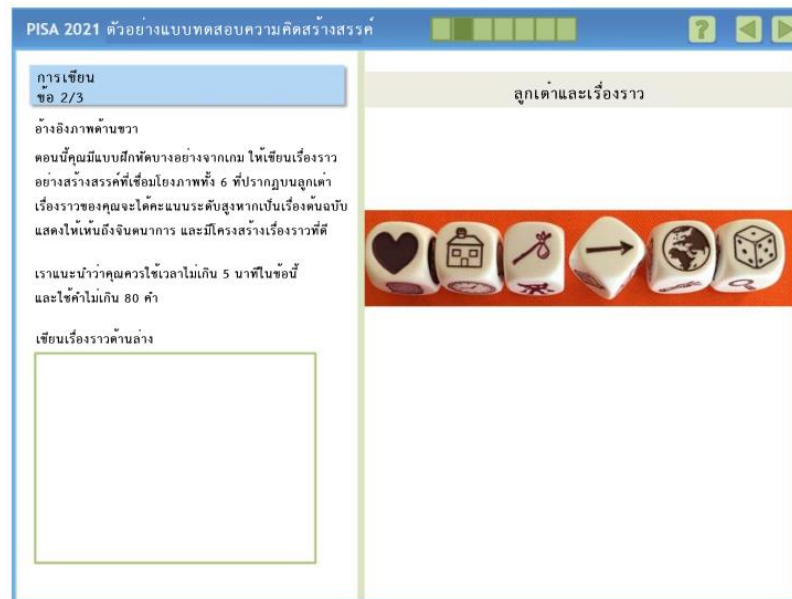 PISA 2021 ตัวอย่างแบบทดสอบความคิดสร้างสรรค์
?
การเขียน
ข้อ 2/3
อ้างอิงภาพด้านขวา
ตอนนี้คุณมีแบบฝึกหัดบางอย่างจากเกม ให้เขียนเรื่องราว
อย่างสร้างสรรค์ที่เชื่อมโยงภาพทั้ง 6 ที่ปรากฏบนลูกเต๋า
เรื่องราวของคุณจะได้คะแนนระดับสูงหากเป็นเรื่องต้นฉบับ
แสดงให้เห็นถึงจินตนาการ และมีโครงสร้างเรื่องราวที่ดี
เราแนะนำว่าคุณควรใช้เวลาไม่เกิน 5 นาทีในข้อนี้
และใช้คำไม่เกิน 80 คำ
เขียนเรื่องราวด้านล่าง
ลูกเต๋าและเรื่องราว